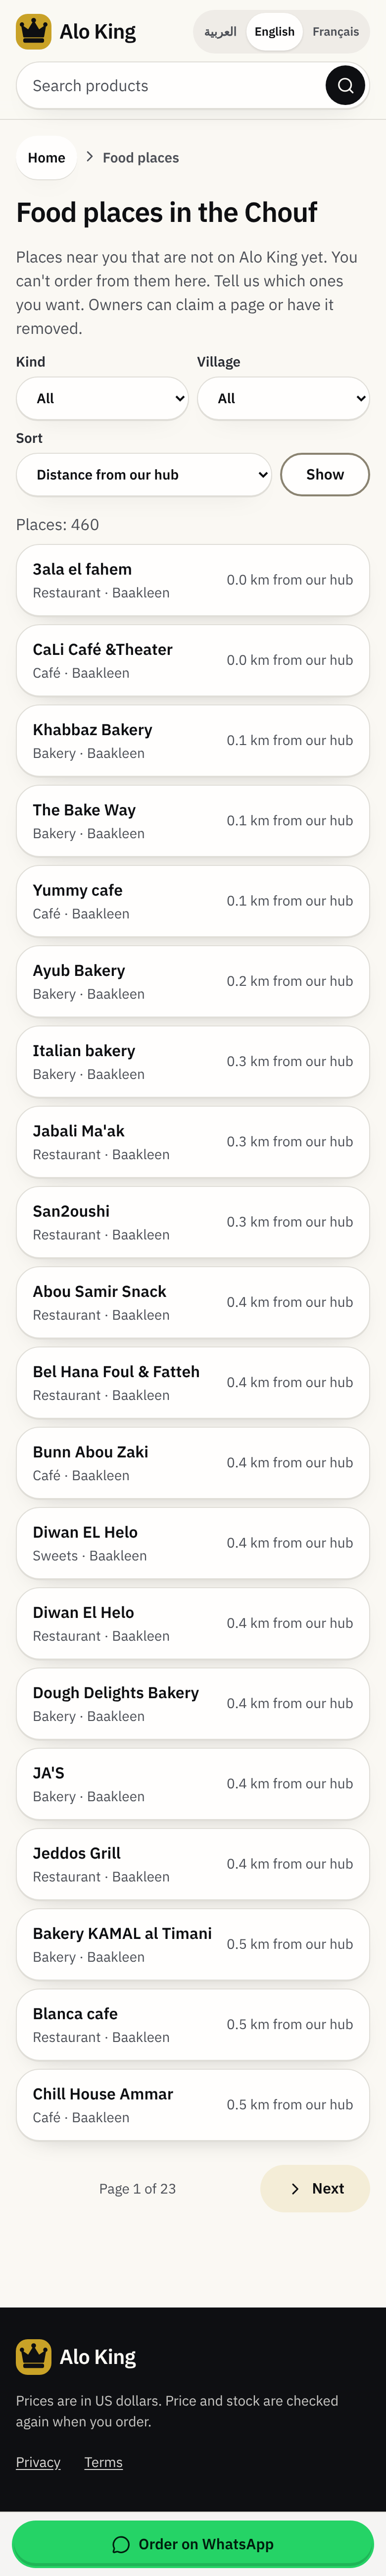 Alo King
العربية
English
Français
Search products
Home
Food places
Food places in the Chouf
Places near you that are not on Alo King yet. You
can't order from them here. Tell us which ones
you want. Owners can claim a page or have it
removed.
Kind
Village
All
All
Sort
Distance from our hub
Show
Places: 460
3ala el fahem
Restaurant · Baakleen
0.0 km from our hub
CaLi Café &Theater
Café · Baakleen
0.0 km from our hub
Khabbaz Bakery
Bakery · Baakleen
0.1 km from our hub
The Bake Way
Bakery · Baakleen
0.1 km from our hub
Yummy cafe
Café · Baakleen
0.1 km from our hub
Ayub Bakery
Bakery · Baakleen
0.2 km from our hub
Italian bakery
Bakery · Baakleen
0.3 km from our hub
Jabali Ma'ak
Restaurant · Baakleen
0.3 km from our hub
San2oushi
Restaurant · Baakleen
0.3 km from our hub
Abou Samir Snack
Restaurant · Baakleen
0.4 km from our hub
Bel Hana Foul & Fatteh
Restaurant · Baakleen
0.4 km from our hub
Bunn Abou Zaki
Café · Baakleen
0.4 km from our hub
Diwan EL Helo
Sweets · Baakleen
0.4 km from our hub
Diwan El Helo
Restaurant · Baakleen
0.4 km from our hub
Dough Delights Bakery
Bakery · Baakleen
0.4 km from our hub
JA'S
Bakery · Baakleen
0.4 km from our hub
Jeddos Grill
Restaurant · Baakleen
0.4 km from our hub
Bakery KAMAL al Timani
Bakery · Baakleen
0.5 km from our hub
Blanca cafe
Restaurant · Baakleen
0.5 km from our hub
Chill House Ammar
Café · Baakleen
0.5 km from our hub
Page 1 of 23
Next
Alo King
Prices are in US dollars. Price and stock are checked
again when you order.
Privacy
Terms
Order on WhatsApp